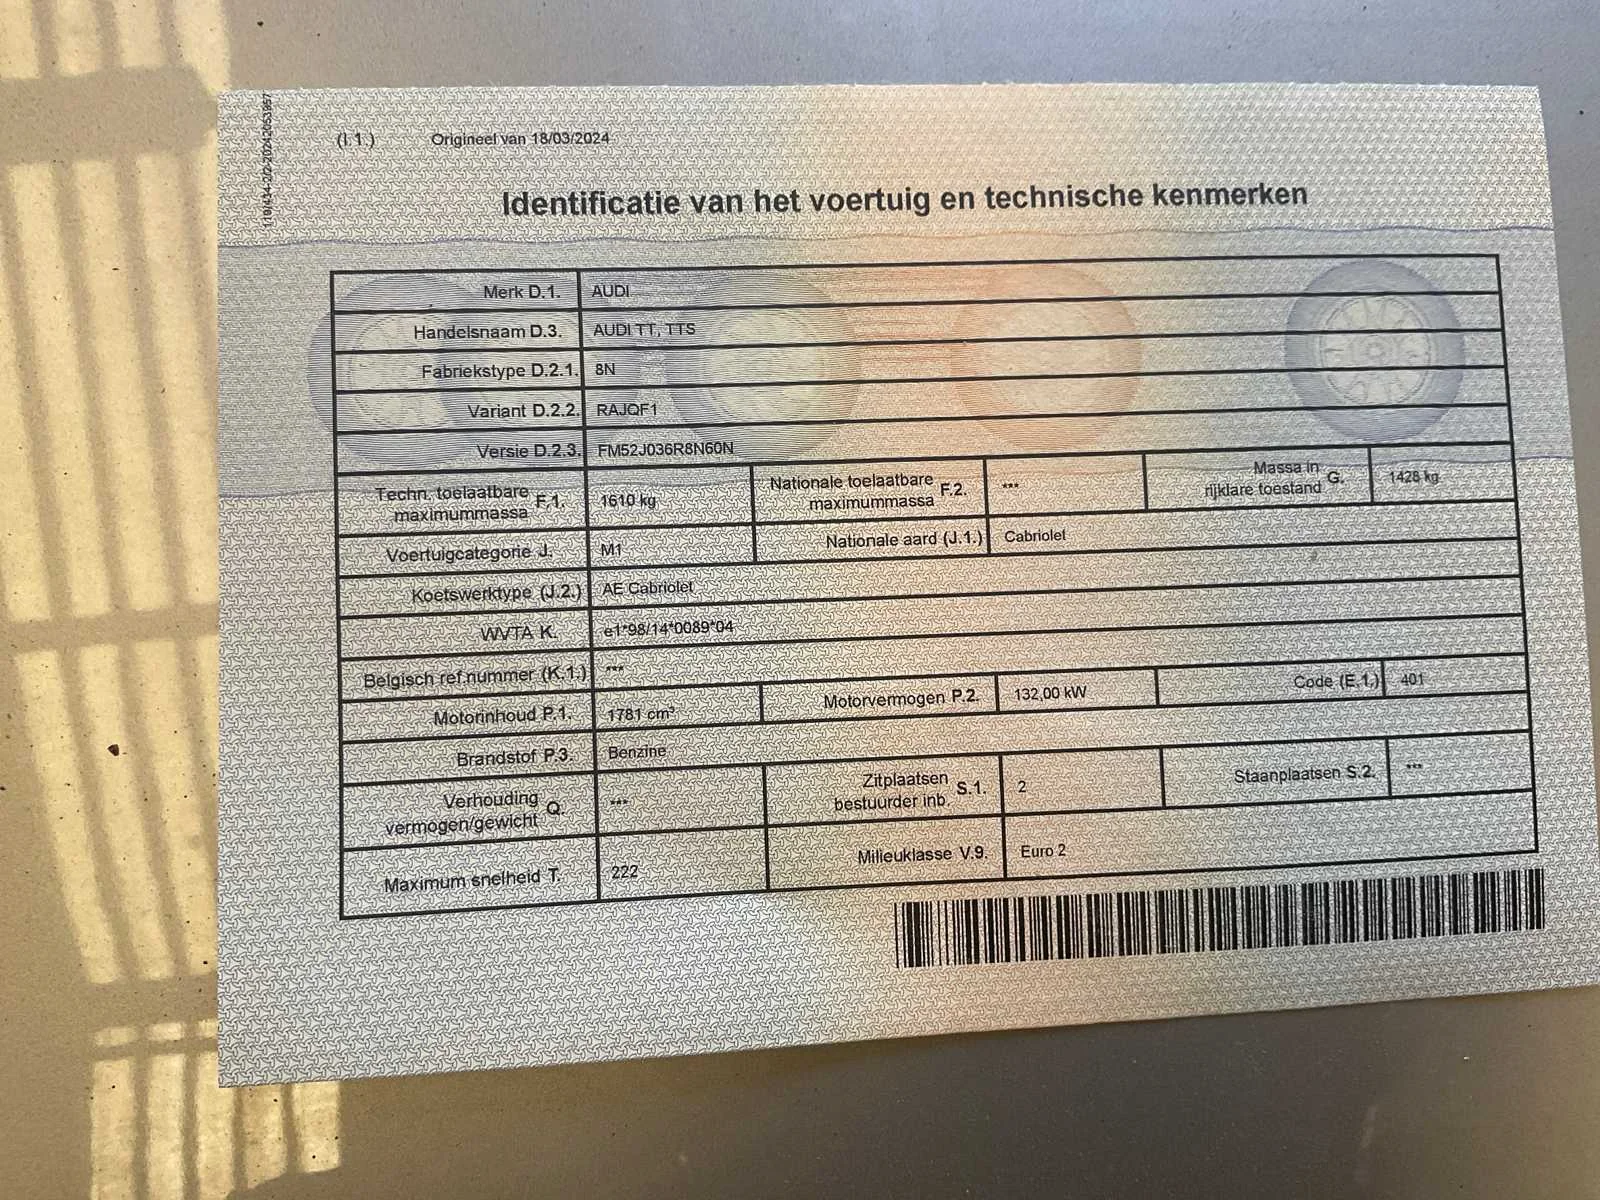 119/434-2/2-20242053957
(I.1.) Origineel van 18/03/2024
Identificatie van het voertuig en technische kenmerken
Merk D.1. AUDI
Handelsnaam D.3. AUDI TT, TTS
Fabriekstype D.2.1. 8N
Variant D.2.2. RAJQF1
Versie D.2.3. FM52J036R8N60N
Techn. toelaatbare maximummassa F.1. 1610 kg Nationale toelaatbare maximummassa F.2. *** Massa in rijklare toestand G. 1428 kg
Voertuigcategorie J. M1 Nationale aard (J.1.) Cabriolet
Koetswerktype (J.2.) AE Cabriolet
WVTA K. e1*98/14*0089*04
Belgisch ref.nummer (K.1.) ***
Motorinhoud P.1. 1781 cm³ Motorvermogen P.2. 132,00 kW Code (E.1.) 401
Brandstof P.3. Benzine
Verhouding vermogen/gewicht Q. *** Zitplaatsen bestuurder inb. S.1. 2 Staanplaatsen S.2. ***
Maximum snelheid T. 222 Milieuklasse V.9. Euro 2